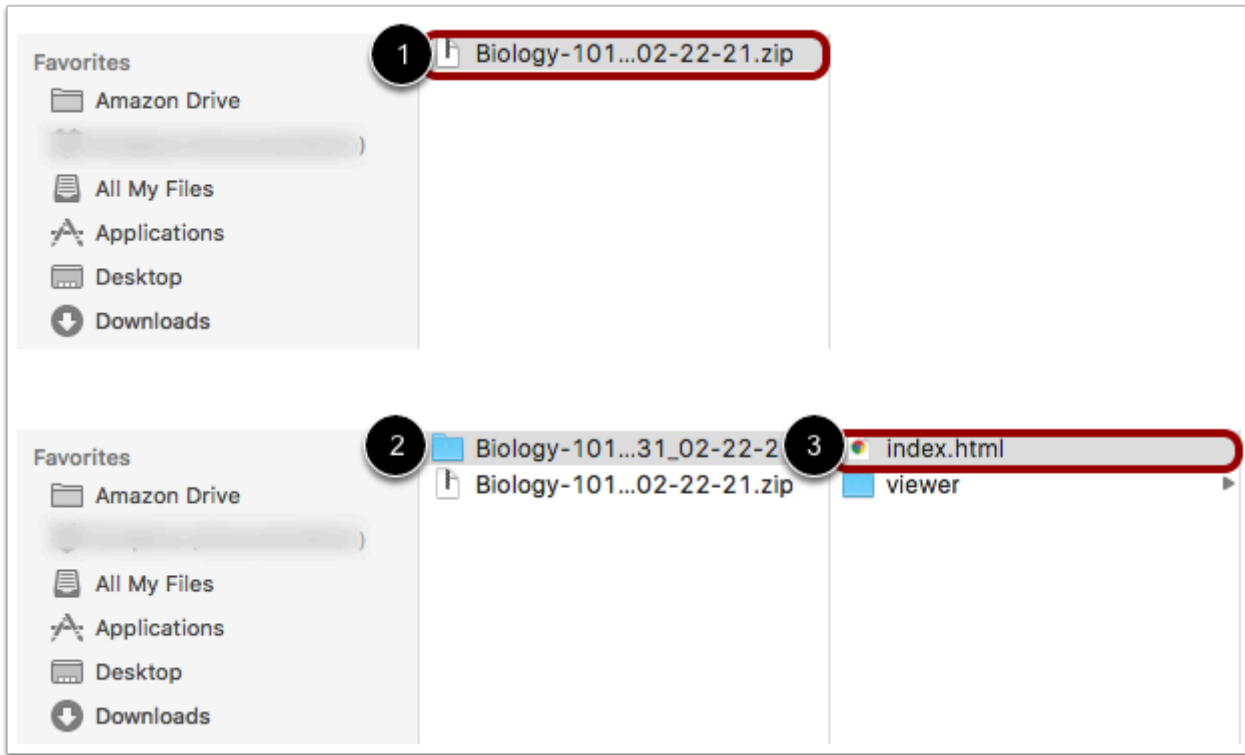 Favorites
Amazon Drive
)
All My Files
Applications
Desktop
Downloads
1 Biology-101...02-22-21.zip
Favorites
Amazon Drive
)
All My Files
Applications
Desktop
Downloads
2 Biology-101...31_02-22-2
Biology-101...02-22-21.zip
3 index.html
viewer